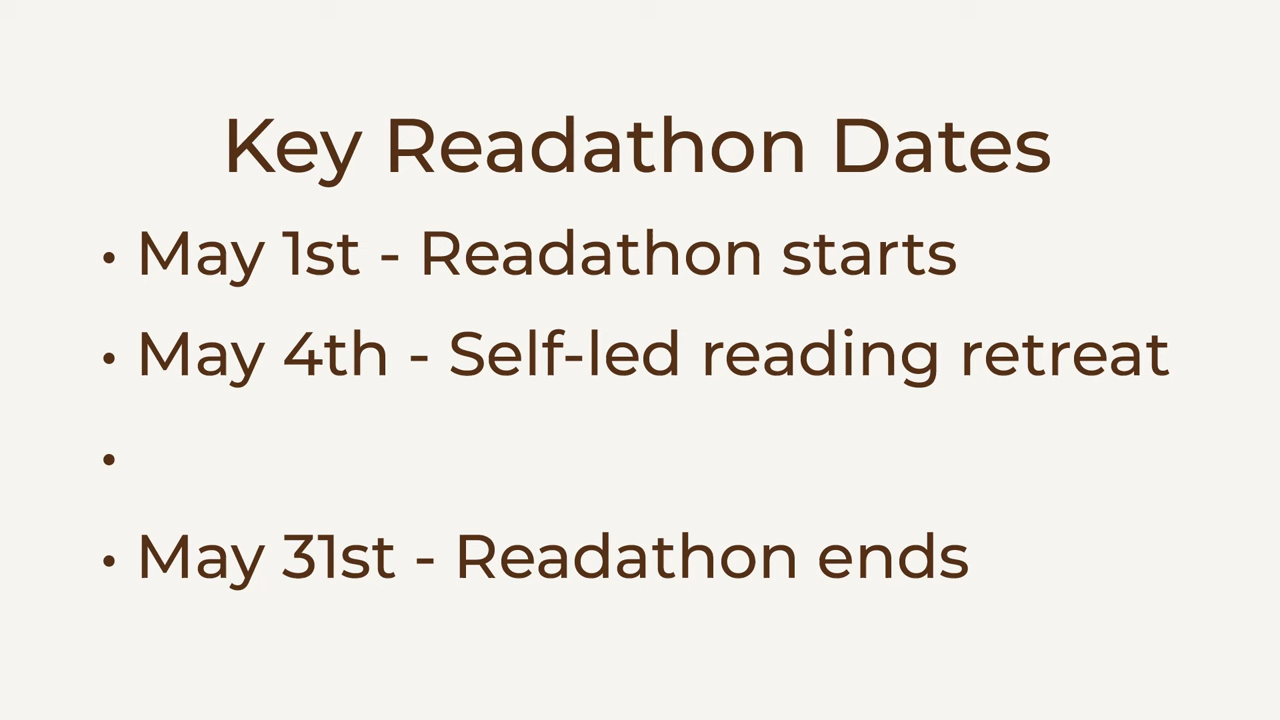 Key Readathon Dates
• May 1st - Readathon starts
• May 4th - Self-led reading retreat
•
• May 31st - Readathon ends